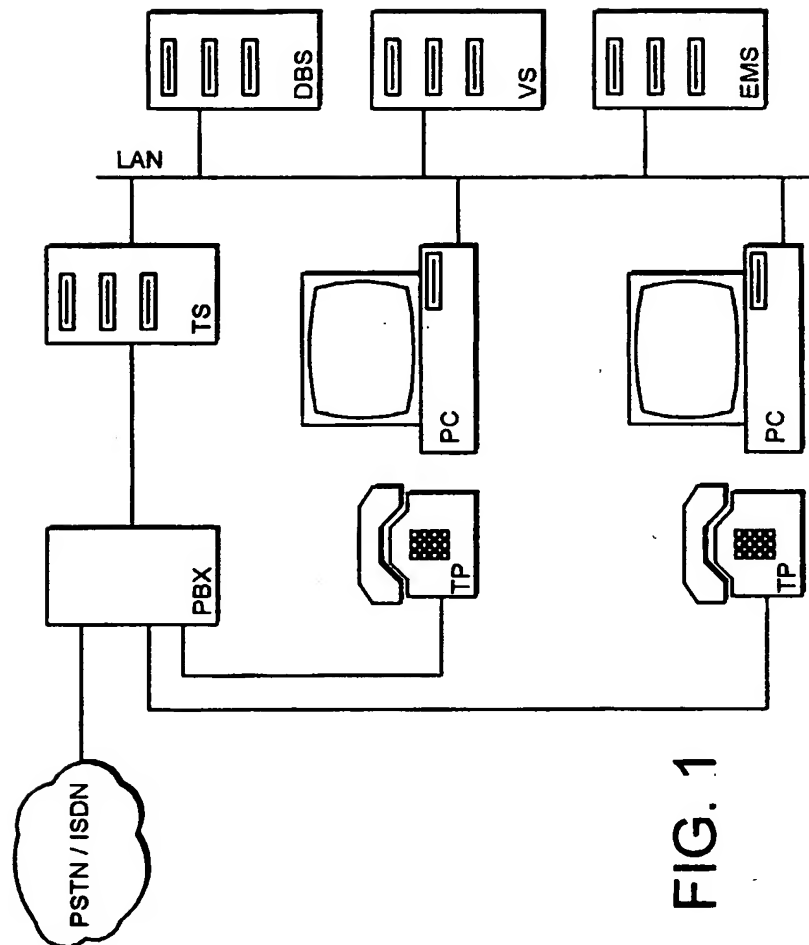 PSTN / ISDN
PBX
TS
LAN
DBS
VS
EMS
TP
PC
TP
PC
FIG. 1